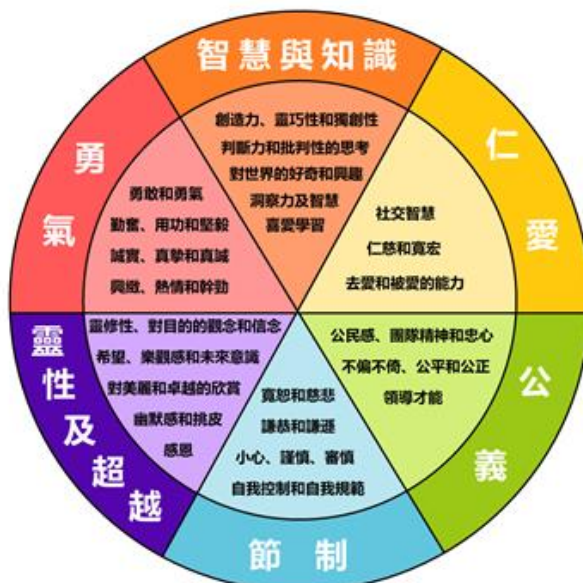 智慧與知識
創造力、靈巧性和獨創性
判斷力和批判性的思考
對世界的好奇和興趣
洞察力及智慧
喜愛學習
仁愛
社交智慧
仁慈和寬宏
去愛和被愛的能力
公義
公民感、團隊精神和忠心
不偏不倚、公平和公正
領導才能
節制
寬恕和慈悲
謙恭和謙遜
小心、謹慎、審慎
自我控制和自我規範
靈性及超越
靈修性、對目的的觀念和信念
希望、樂觀感和未來意識
對美麗和卓越的欣賞
幽默感和挑皮
感恩
勇氣
勇敢和勇氣
勤奮、用功和堅毅
誠實、真摯和真誠
興緻、熱情和幹勁